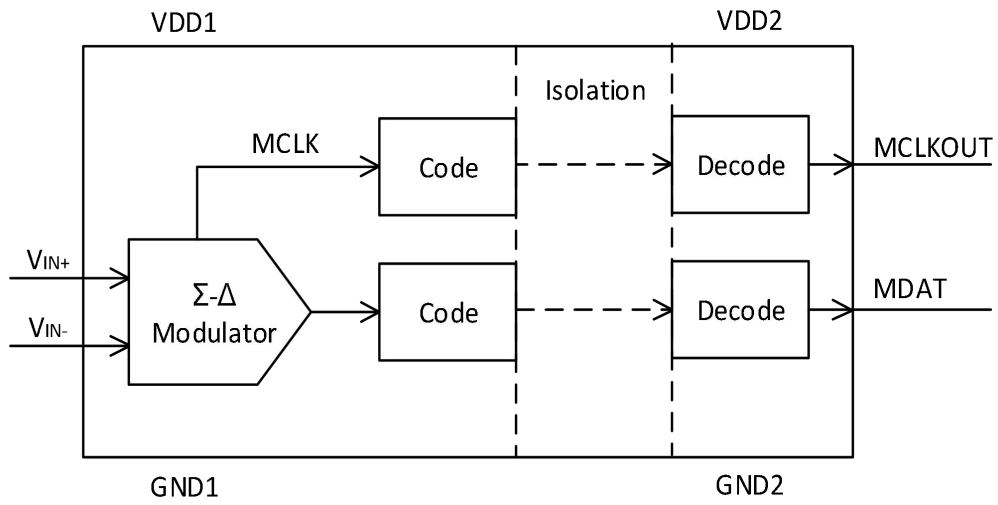 VDD1
VDD2
Isolation
MCLK
Code
Decode
MCLKOUT
VIN+
Σ-Δ
Modulator
Code
Decode
MDAT
VIN-
GND1
GND2